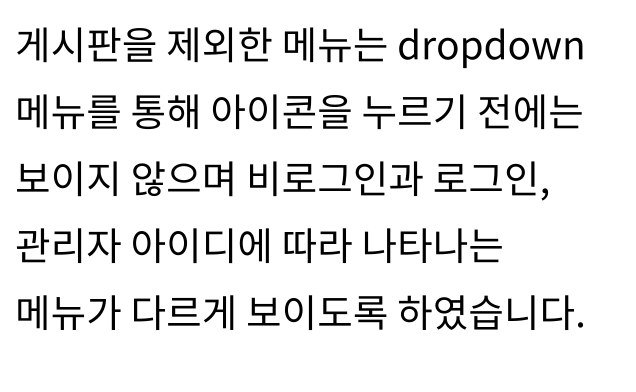 게시판을 제외한 메뉴는 dropdown
메뉴를 통해 아이콘을 누르기 전에는
보이지 않으며 비로그인과 로그인,
관리자 아이디에 따라 나타나는
메뉴가 다르게 보이도록 하였습니다.